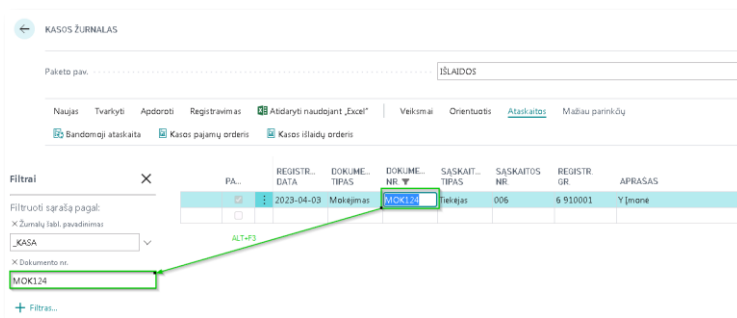 KASOS ŽURNALAS
Paketo pav. IŠLAIDOS
Naujas Tvarkyti Apdoroti Registravimas Atidaryti naudojant „Excel" Veiksmai Orientuotis Ataskaitos Mažiau parinkčių
Bandomoji ataskaita Kasos pajamų orderis Kasos išlaidų orderis
Filtrai
Filtruoti sąrašą pagal:
× Žurnalų šabl. pavadinimas
_KASA
× Dokumento nr.
MOK124
+ Filtras...
PA... REGISTR... DATA DOKUME... TIPAS DOKUME... NR. SĄSKAIT... TIPAS SĄSKAITOS NR. REGISTR. GR. APRAŠAS
2023-04-03 Mokėjimas MOK124 Tiekėjas 006 6 910001 Y Įmonė
ALT+F3